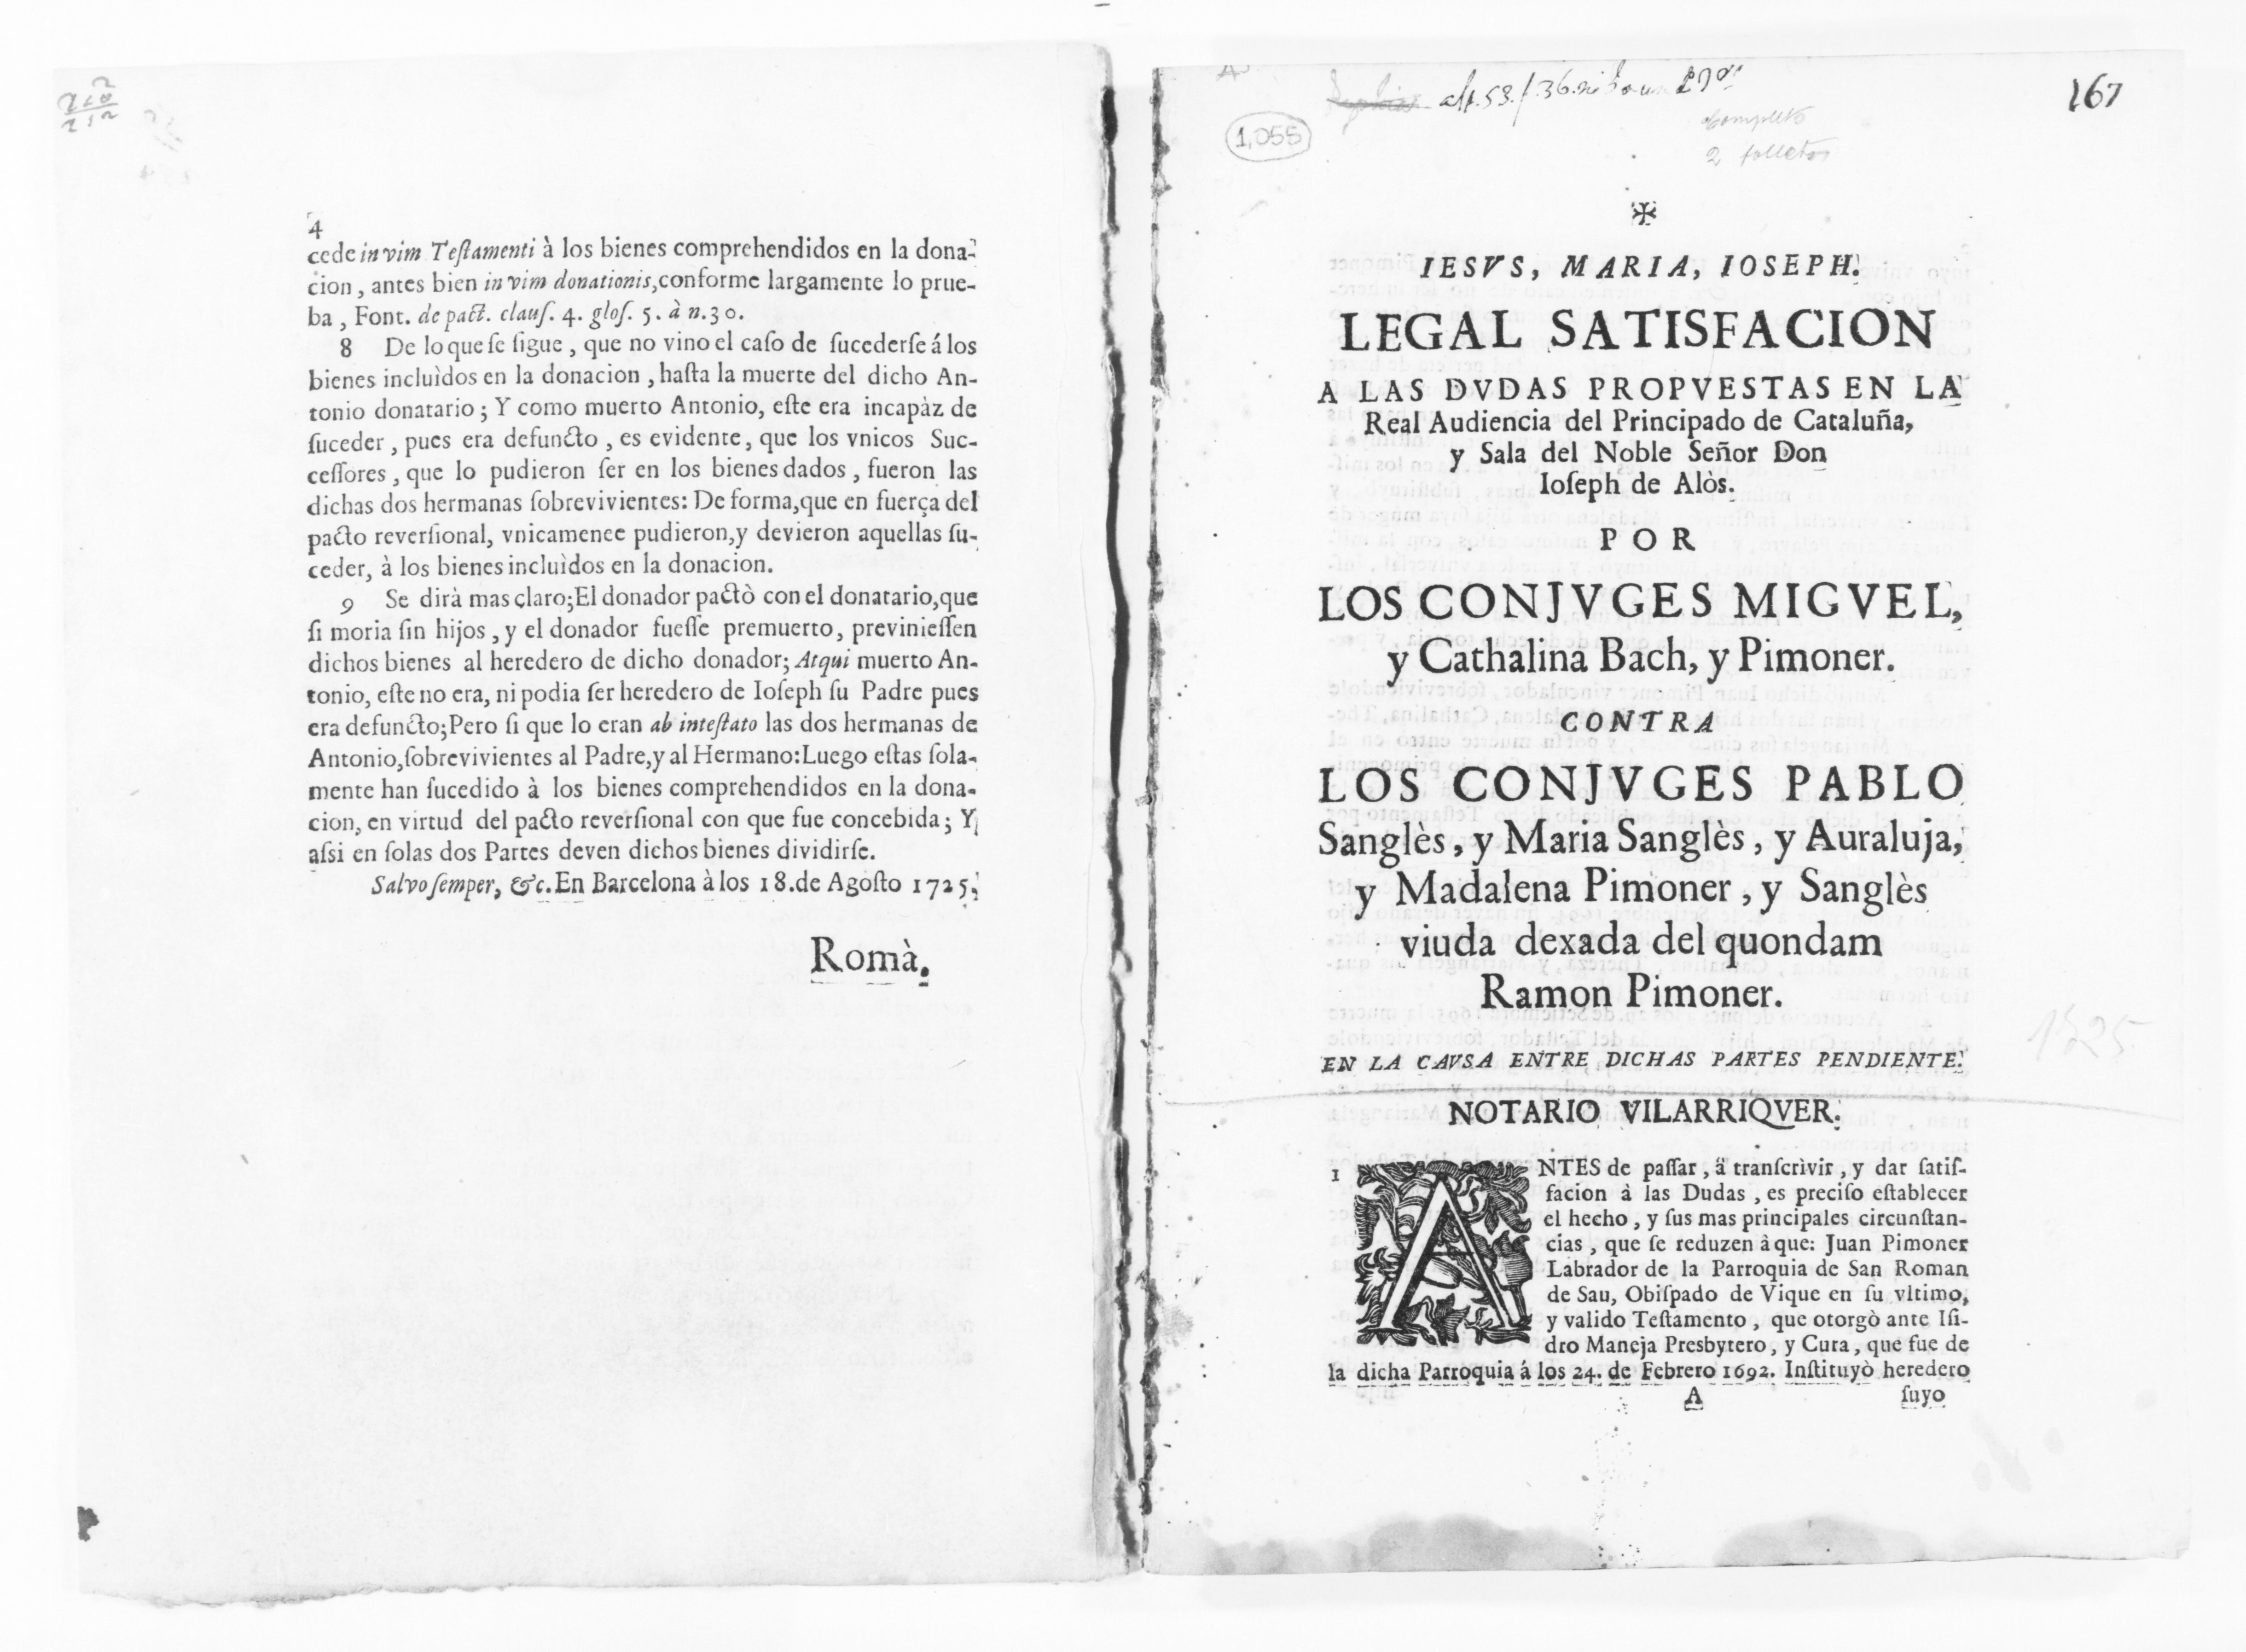 4
cede in vim Teſtamenti à los bienes comprehendidos en la dona-
cion, antes bien in vim donationis, conforme largamente lo prue-
ba, Font. de pact. clauſ. 4. gloſ. 5. à n. 30.
8 De lo que ſe ſigue, que no vino el caſo de ſucederſe á los
bienes incluìdos en la donacion, haſta la muerte del dicho An-
tonio donatario; Y como muerto Antonio, eſte era incapàz de
ſuceder, pues era defuncto, es evidente, que los vnicos Suc-
ceſſores, que lo pudieron ſer en los bienes dados, fueron las
dichas dos hermanas ſobrevivientes: De forma, que en fuerça del
pacto reverſional, vnicamenee pudieron, y devieron aquellas ſu-
ceder, à los bienes incluìdos en la donacion.
9 Se dirà mas claro; El donador pactò con el donatario, que
ſi moria ſin hijos, y el donador fueſſe premuerto, previnieſſen
dichos bienes al heredero de dicho donador; Atqui muerto An-
tonio, eſte no era, ni podia ſer heredero de Ioſeph ſu Padre pues
era defuncto; Pero ſi que lo eran ab inteſtato las dos hermanas de
Antonio, ſobrevivientes al Padre, y al Hermano: Luego eſtas ſola-
mente han ſucedido à los bienes comprehendidos en la dona-
cion, en virtud del pacto reverſional con que fue concebida; Y
aſsi en ſolas dos Partes deven dichos bienes dividirſe.
Salvo ſemper, &c. En Barcelona à los 18. de Agoſto 1725.
Romà.
167
1,055
completo
2 folletos
✠
IESVS, MARIA, IOSEPH.
LEGAL SATISFACION
A LAS DVDAS PROPVESTAS EN LA
Real Audiencia del Principado de Cataluña,
y Sala del Noble Señor Don
Ioſeph de Alòs.
POR
LOS CONJVGES MIGVEL,
y Cathalina Bach, y Pimoner.
CONTRA
LOS CONJVGES PABLO
Sanglès, y Maria Sanglès, y Auraluja,
y Madalena Pimoner, y Sanglès
viuda dexada del quondam
Ramon Pimoner.
1725
EN LA CAVSA ENTRE DICHAS PARTES PENDIENTE.
NOTARIO VILARRIQVER.
1 ANTES de paſſar, à tranſcrìvir, y dar ſatiſ-
facion à las Dudas, es preciſo eſtablecer
el hecho, y ſus mas principales circunſtan-
cias, que ſe reduzen à que: Juan Pimoner
Labrador de la Parroquia de San Roman
de Sau, Obiſpado de Vique en ſu vltimo,
y valido Teſtamento, que otorgò ante Iſi-
dro Maneja Presbytero, y Cura, que fue de
la dicha Parroquia á los 24. de Febrero 1692. Inſtituyò heredero
A ſuyo